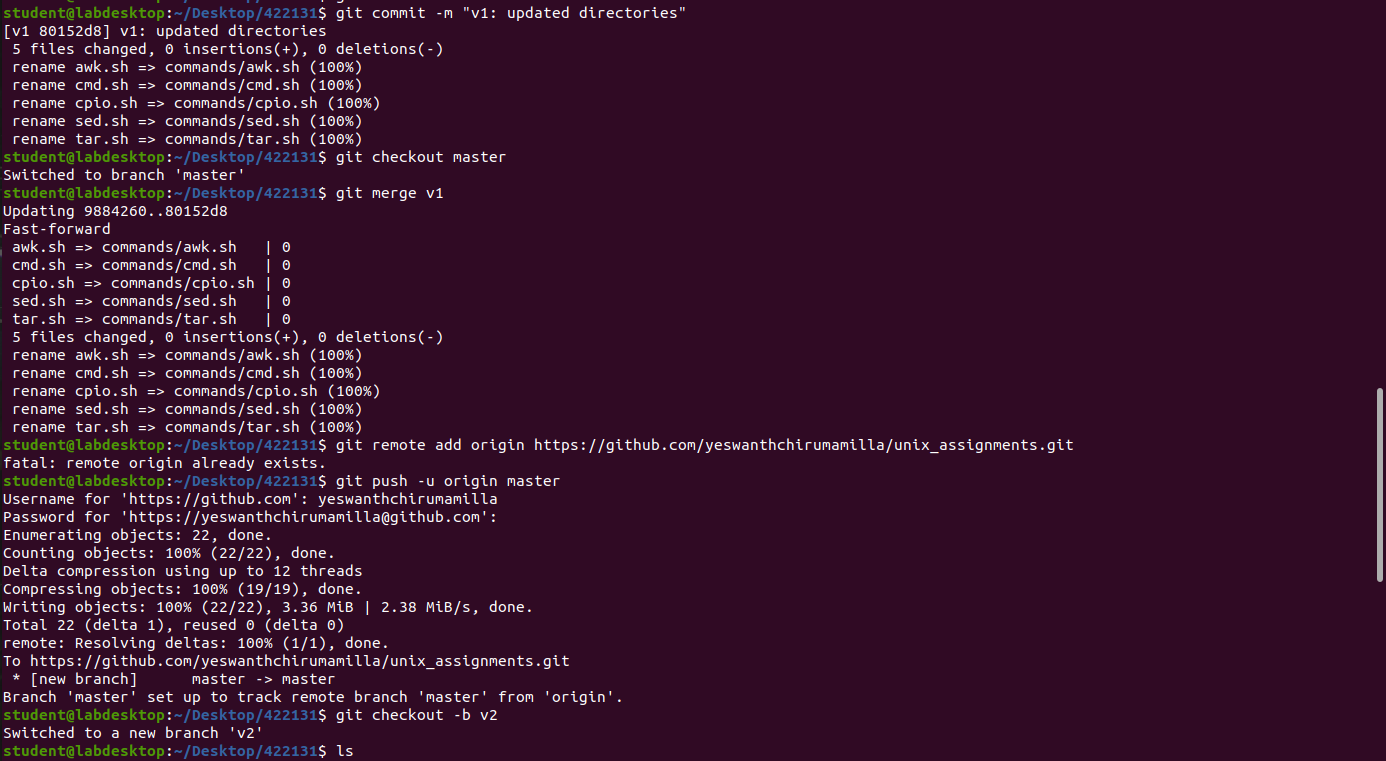 student@labdesktop:~/Desktop/422131$ git commit -m "v1: updated directories"
[v1 80152d8] v1: updated directories
 5 files changed, 0 insertions(+), 0 deletions(-)
 rename awk.sh => commands/awk.sh (100%)
 rename cmd.sh => commands/cmd.sh (100%)
 rename cpio.sh => commands/cpio.sh (100%)
 rename sed.sh => commands/sed.sh (100%)
 rename tar.sh => commands/tar.sh (100%)
student@labdesktop:~/Desktop/422131$ git checkout master
Switched to branch 'master'
student@labdesktop:~/Desktop/422131$ git merge v1
Updating 9884260..80152d8
Fast-forward
 awk.sh => commands/awk.sh   | 0
 cmd.sh => commands/cmd.sh   | 0
 cpio.sh => commands/cpio.sh | 0
 sed.sh => commands/sed.sh   | 0
 tar.sh => commands/tar.sh   | 0
 5 files changed, 0 insertions(+), 0 deletions(-)
 rename awk.sh => commands/awk.sh (100%)
 rename cmd.sh => commands/cmd.sh (100%)
 rename cpio.sh => commands/cpio.sh (100%)
 rename sed.sh => commands/sed.sh (100%)
 rename tar.sh => commands/tar.sh (100%)
student@labdesktop:~/Desktop/422131$ git remote add origin https://github.com/yeswanthchirumamilla/unix_assignments.git
fatal: remote origin already exists.
student@labdesktop:~/Desktop/422131$ git push -u origin master
Username for 'https://github.com': yeswanthchirumamilla
Password for 'https://yeswanthchirumamilla@github.com':
Enumerating objects: 22, done.
Counting objects: 100% (22/22), done.
Delta compression using up to 12 threads
Compressing objects: 100% (19/19), done.
Writing objects: 100% (22/22), 3.36 MiB | 2.38 MiB/s, done.
Total 22 (delta 1), reused 0 (delta 0)
remote: Resolving deltas: 100% (1/1), done.
To https://github.com/yeswanthchirumamilla/unix_assignments.git
 * [new branch]      master -> master
Branch 'master' set up to track remote branch 'master' from 'origin'.
student@labdesktop:~/Desktop/422131$ git checkout -b v2
Switched to a new branch 'v2'
student@labdesktop:~/Desktop/422131$ ls